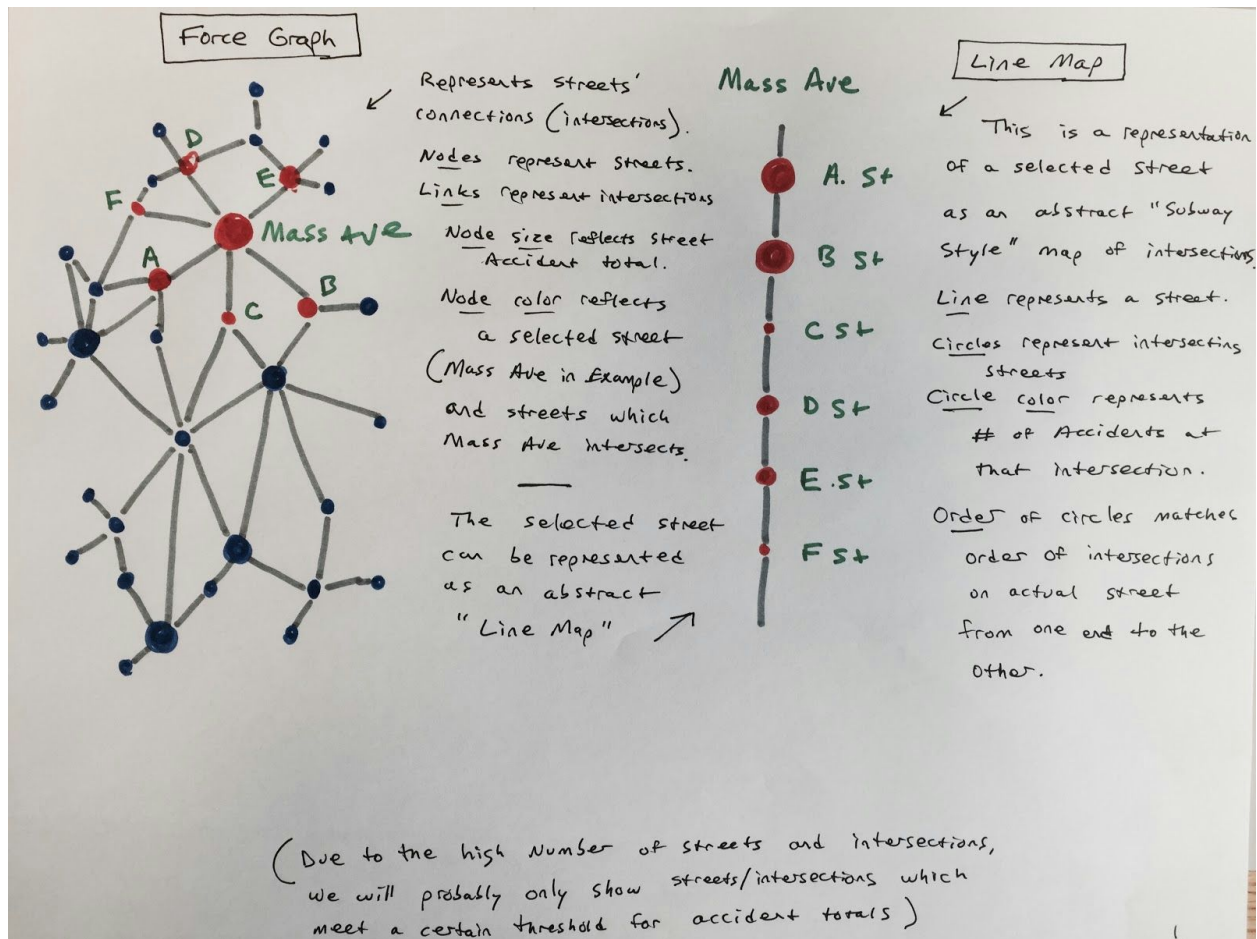 Force Graph
D
E
F
Mass Ave
A
B
C
Represents streets'
connections (intersections).
Nodes represent streets.
Links represent intersections
Node size reflects street
Accident total.
Node color reflects
a selected street
(Mass Ave in Example)
and streets which
Mass Ave intersects.
The selected street
can be represented
as an abstract
"Line Map"
Mass Ave
A. St
B St
C St
D St
E. St
F St
Line Map
This is a representation
of a selected street
as an abstract "Subway
Style" map of intersections.
Line represents a street.
Circles represent intersecting
streets
Circle color represents
# of Accidents at
that intersection.
Order of circles matches
order of intersections
on actual street
from one end to the
other.
(Due to the high Number of streets and intersections,
we will probably only show streets/intersections which
meet a certain threshold for accident totals)